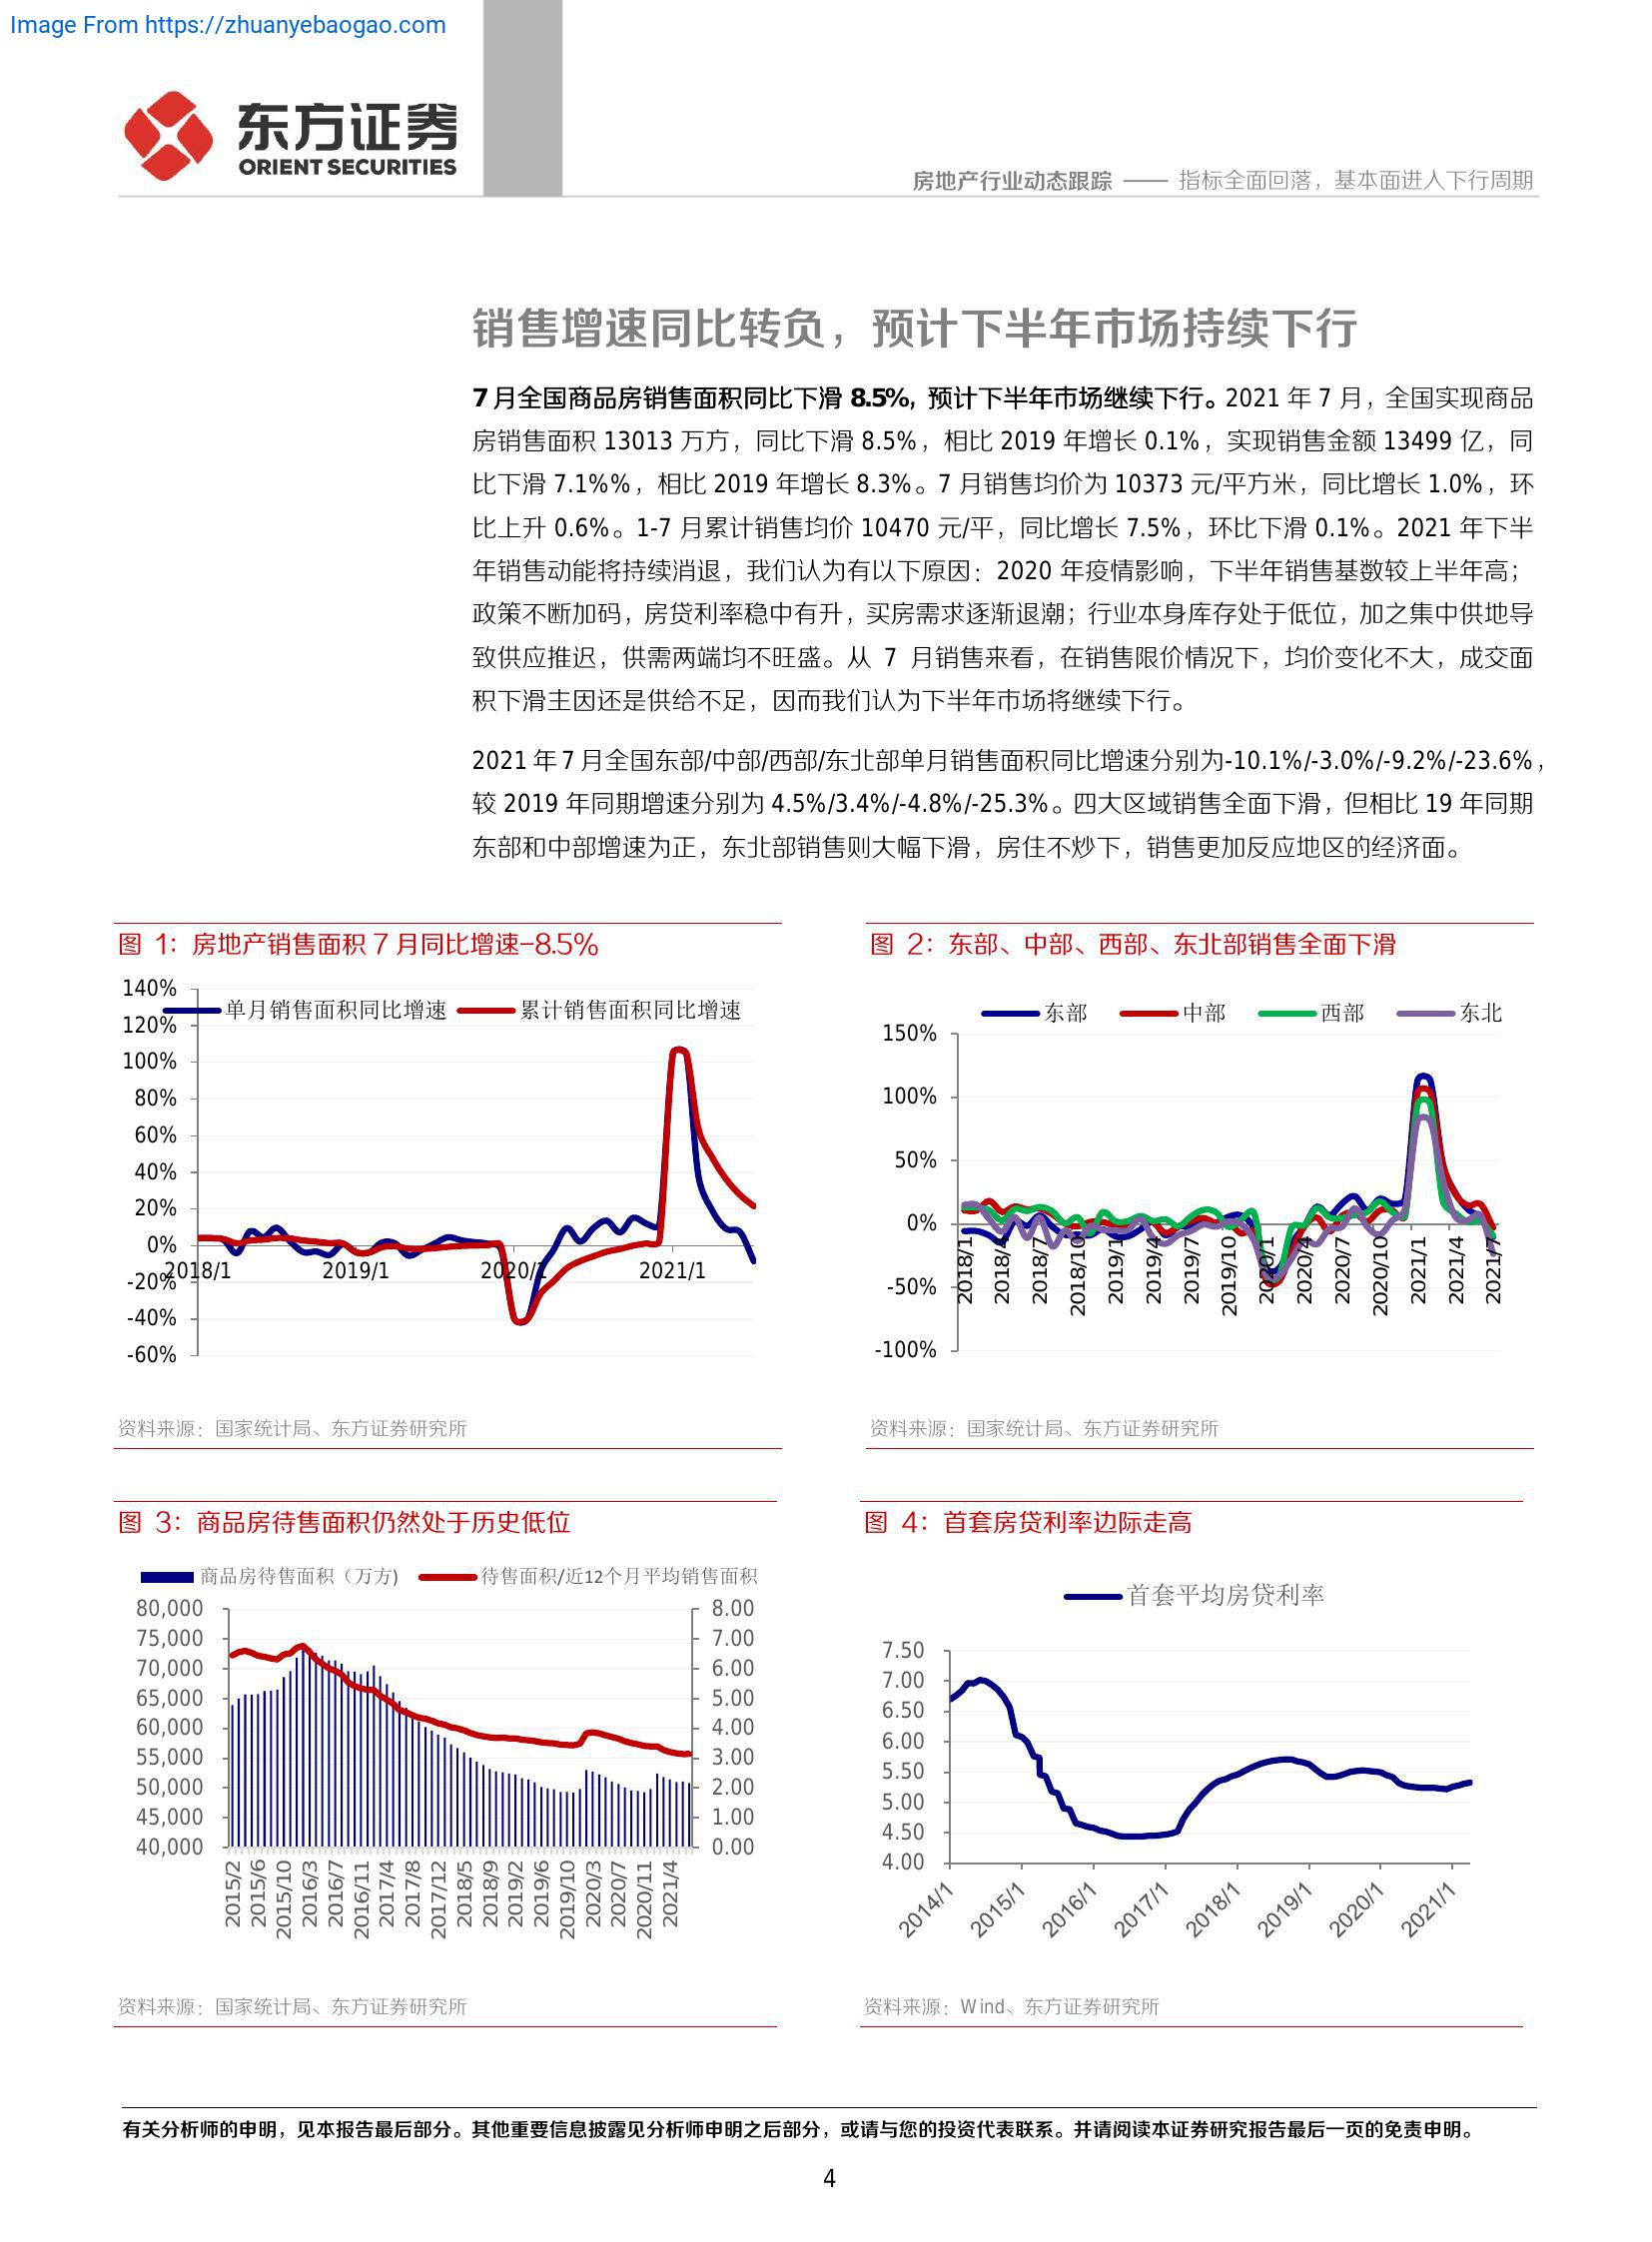 Image From https://zhuanyebaogao.com
东方证券
ORIENT SECURITIES
房地产行业动态跟踪 —— 指标全面回落，基本面进入下行周期
销售增速同比转负，预计下半年市场持续下行
7 月全国商品房销售面积同比下滑 8.5%，预计下半年市场继续下行。2021 年 7 月，全国实现商品
房销售面积 13013 万方，同比下滑 8.5%，相比 2019 年增长 0.1%，实现销售金额 13499 亿，同
比下滑 7.1%%，相比 2019 年增长 8.3%。7 月销售均价为 10373 元/平方米，同比增长 1.0%，环
比上升 0.6%。1-7 月累计销售均价 10470 元/平，同比增长 7.5%，环比下滑 0.1%。2021 年下半
年销售动能将持续消退，我们认为有以下原因：2020 年疫情影响，下半年销售基数较上半年高；
政策不断加码，房贷利率稳中有升，买房需求逐渐退潮；行业本身库存处于低位，加之集中供地导
致供应推迟，供需两端均不旺盛。从 7 月销售来看，在销售限价情况下，均价变化不大，成交面
积下滑主因还是供给不足，因而我们认为下半年市场将继续下行。
2021 年 7 月全国东部/中部/西部/东北部单月销售面积同比增速分别为-10.1%/-3.0%/-9.2%/-23.6%，
较 2019 年同期增速分别为 4.5%/3.4%/-4.8%/-25.3%。四大区域销售全面下滑，但相比 19 年同期
东部和中部增速为正，东北部销售则大幅下滑，房住不炒下，销售更加反应地区的经济面。
图 1：房地产销售面积 7 月同比增速-8.5%
单月销售面积同比增速 累计销售面积同比增速
140%
120%
100%
80%
60%
40%
20%
0%
-20%
-40%
-60%
2018/1 2019/1 2020/1 2021/1
资料来源：国家统计局、东方证券研究所
图 2：东部、中部、西部、东北部销售全面下滑
东部 中部 西部 东北
150%
100%
50%
0%
-50%
-100%
2018/1 2018/4 2018/7 2018/10 2019/1 2019/4 2019/7 2019/10 2020/1 2020/4 2020/7 2020/10 2021/1 2021/4 2021/7
资料来源：国家统计局、东方证券研究所
图 3：商品房待售面积仍然处于历史低位
商品房待售面积（万方) 待售面积/近12个月平均销售面积
80,000 8.00
75,000 7.00
70,000 6.00
65,000 5.00
60,000 4.00
55,000 3.00
50,000 2.00
45,000 1.00
40,000 0.00
2015/2 2015/6 2015/10 2016/3 2016/7 2016/11 2017/4 2017/8 2017/12 2018/5 2018/9 2019/2 2019/6 2019/10 2020/3 2020/7 2020/11 2021/4
资料来源：国家统计局、东方证券研究所
图 4：首套房贷利率边际走高
首套平均房贷利率
7.50
7.00
6.50
6.00
5.50
5.00
4.50
4.00
2014/1 2015/1 2016/1 2017/1 2018/1 2019/1 2020/1 2021/1
资料来源：Wind、东方证券研究所
有关分析师的申明，见本报告最后部分。其他重要信息披露见分析师申明之后部分，或请与您的投资代表联系。并请阅读本证券研究报告最后一页的免责申明。
4